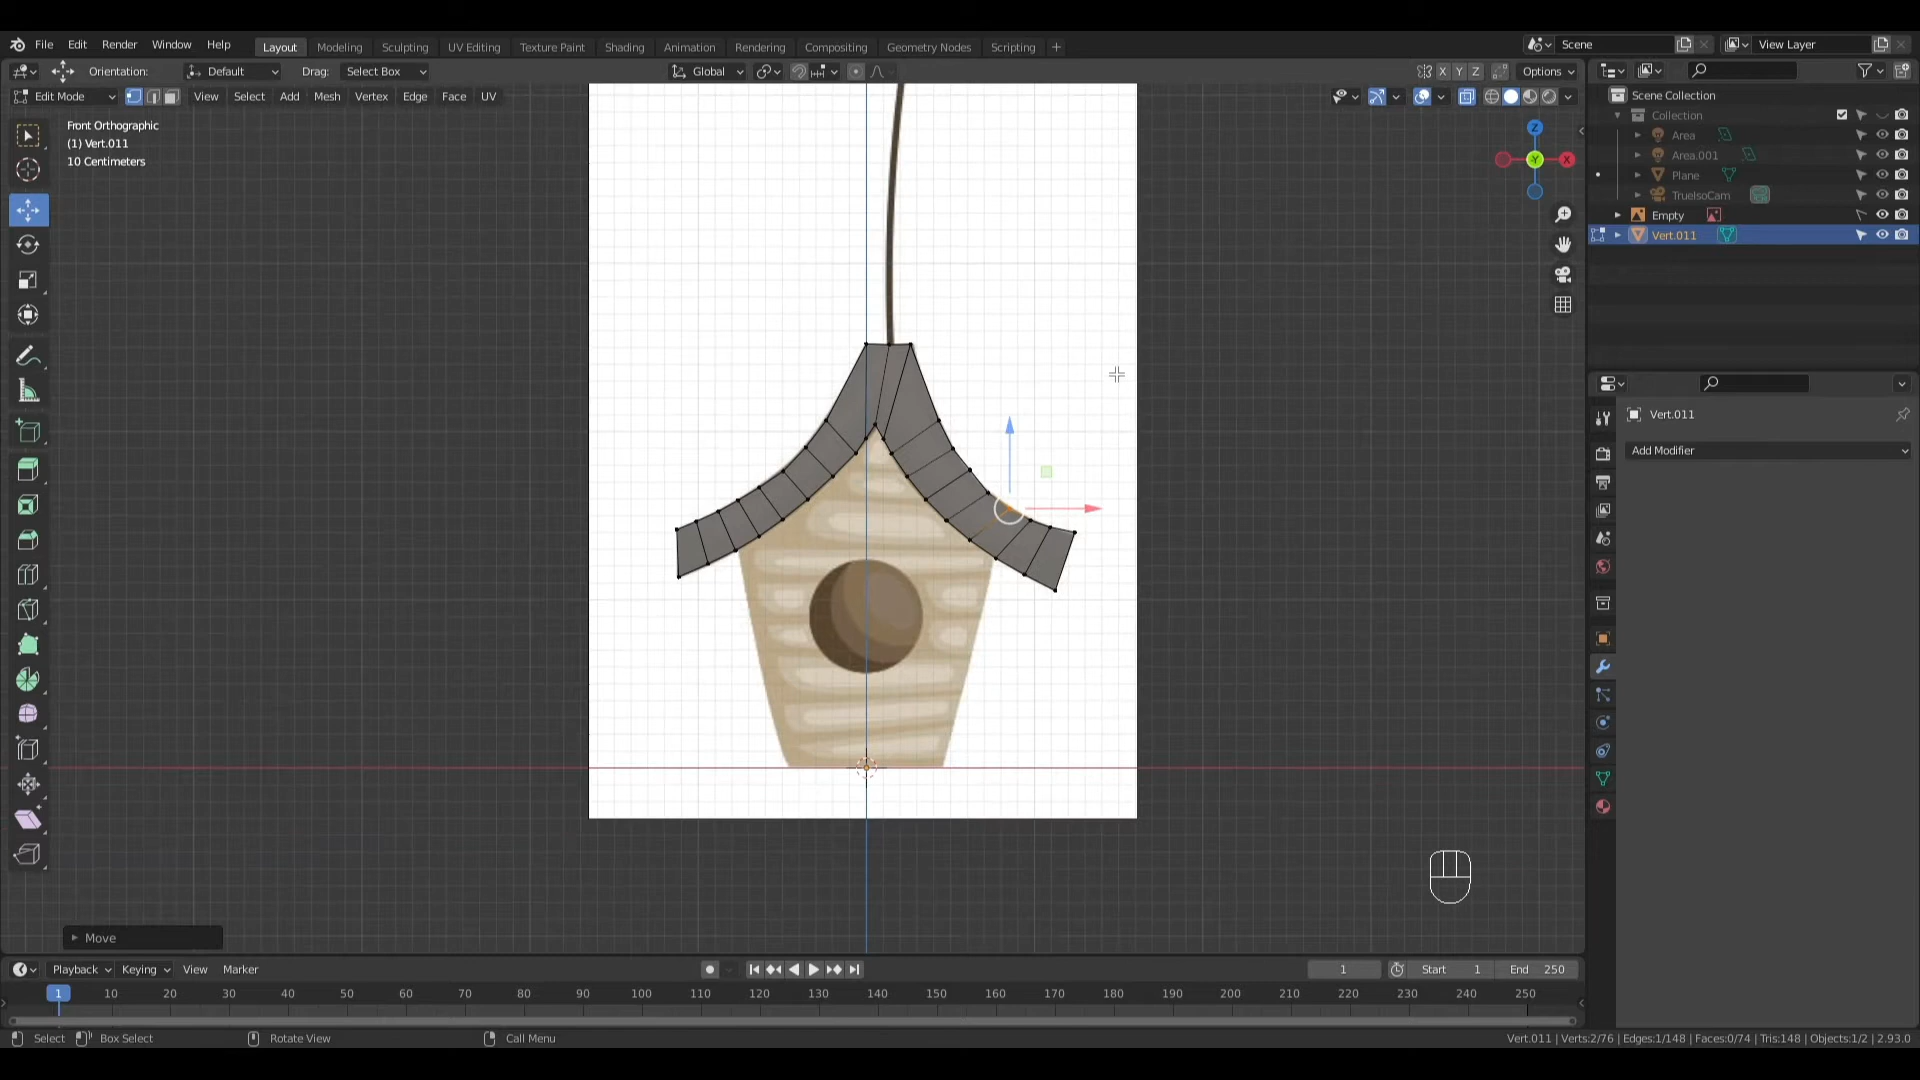 File Edit Render Window Help Layout Modeling Sculpting UV Editing Texture Paint Shading Animation Rendering Compositing Geometry Nodes Scripting + Scene View Layer
Orientation: Default Drag: Select Box Global X Y Z Options
Edit Mode View Select Add Mesh Vertex Edge Face UV
Scene Collection
Collection
Area
Area.001
Plane
TrueIsoCam
Empty
Vert.011
Front Orthographic
(1) Vert.011
10 Centimeters
Z
Y
X
Vert.011
Add Modifier
Move
Playback Keying View Marker 1 Start 1 End 250
1 10 20 30 40 50 60 70 80 90 100 110 120 130 140 150 160 170 180 190 200 210 220 230 240 250
Select Box Select Rotate View Call Menu Vert.011 | Verts:2/76 | Edges:1/148 | Faces:0/74 | Tris:148 | Objects:1/2 | 2.93.0